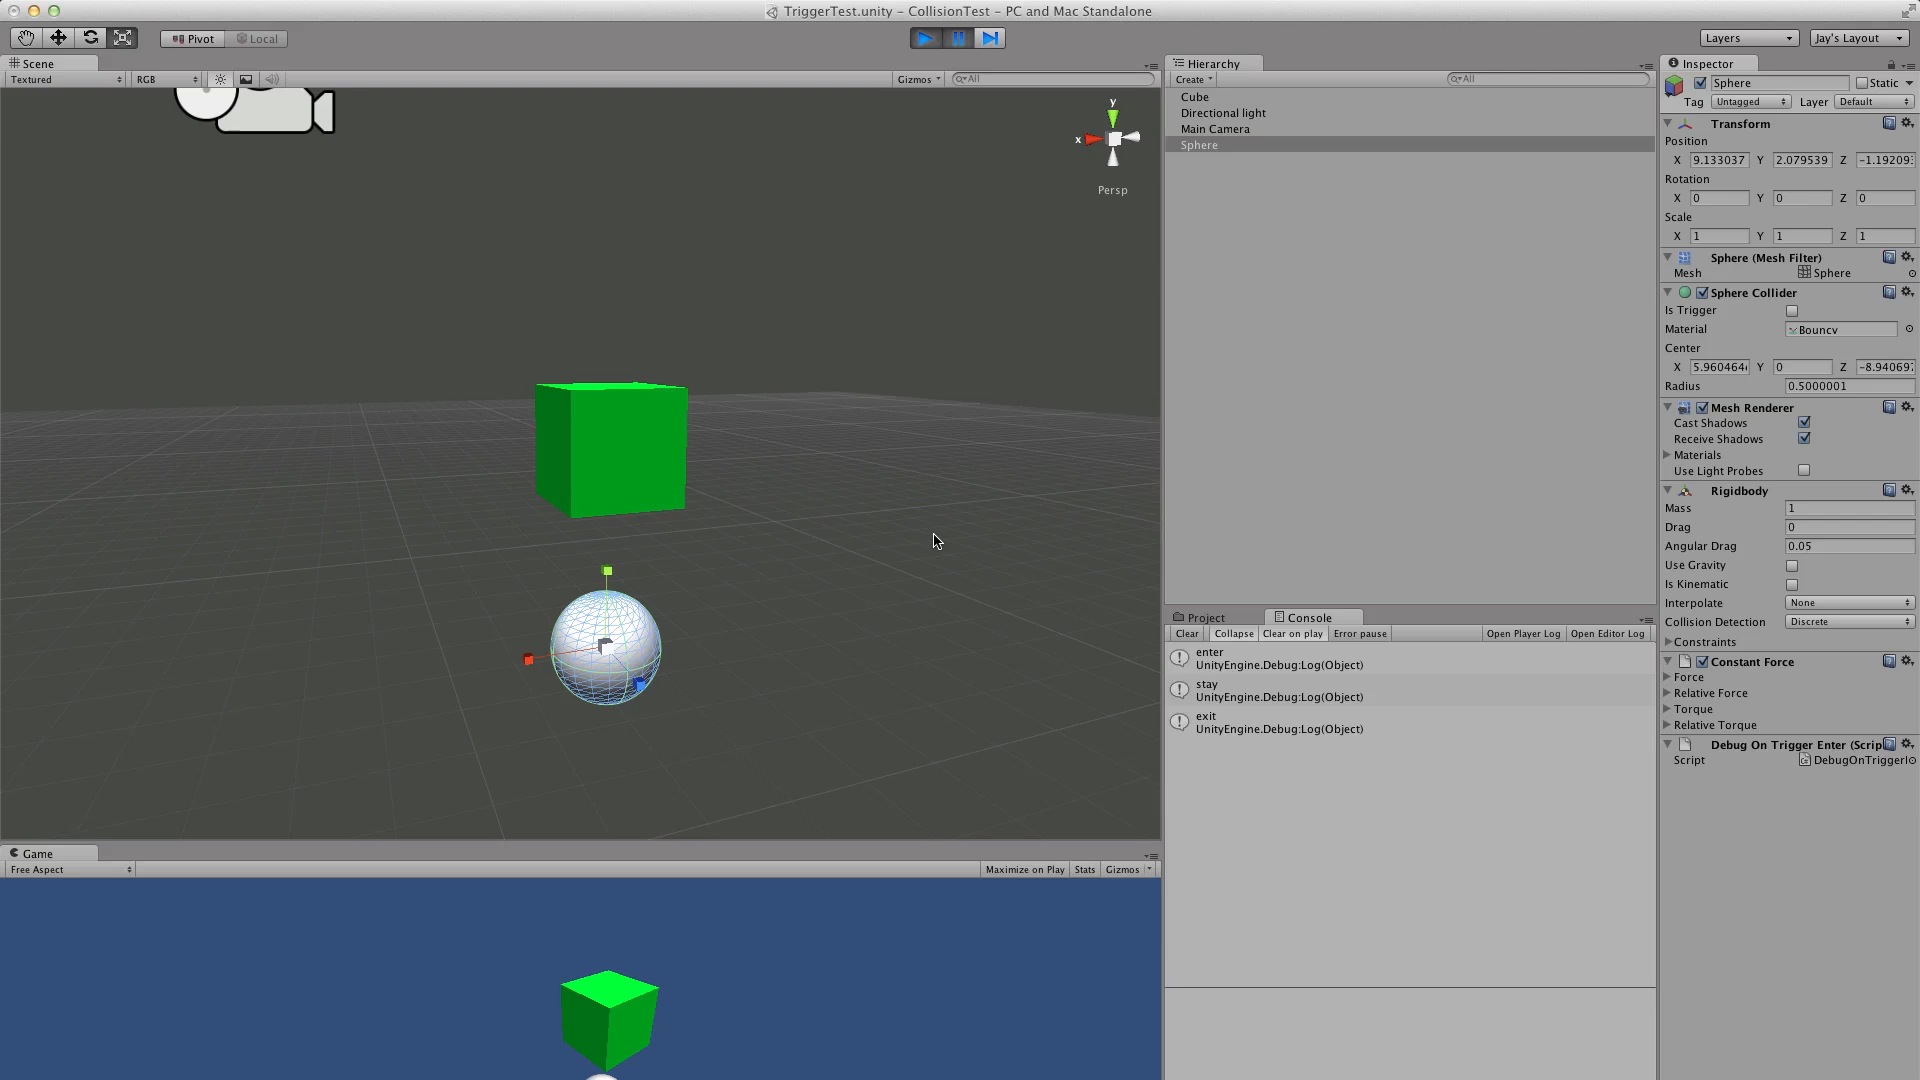 TriggerTest.unity - CollisionTest - PC and Mac Standalone
Pivot Local
Layers Jay's Layout
Scene
Textured RGB Gizmos All
y
x
Persp
Hierarchy
Create All
Cube
Directional light
Main Camera
Sphere
Inspector
Sphere Static
Tag Untagged Layer Default
Transform
Position
X 9.133037 Y 2.079539 Z -1.19209
Rotation
X 0 Y 0 Z 0
Scale
X 1 Y 1 Z 1
Sphere (Mesh Filter)
Mesh Sphere
Sphere Collider
Is Trigger
Material Bouncy
Center
X 5.960464 Y 0 Z -8.94069
Radius 0.5000001
Mesh Renderer
Cast Shadows
Receive Shadows
Materials
Use Light Probes
Rigidbody
Mass 1
Drag 0
Angular Drag 0.05
Use Gravity
Is Kinematic
Interpolate None
Collision Detection Discrete
Constraints
Constant Force
Force
Relative Force
Torque
Relative Torque
Debug On Trigger Enter (Scrip
Script DebugOnTriggerI
Project Console
Clear Collapse Clear on play Error pause Open Player Log Open Editor Log
enter
UnityEngine.Debug:Log(Object)
stay
UnityEngine.Debug:Log(Object)
exit
UnityEngine.Debug:Log(Object)
Game
Free Aspect Maximize on Play Stats Gizmos